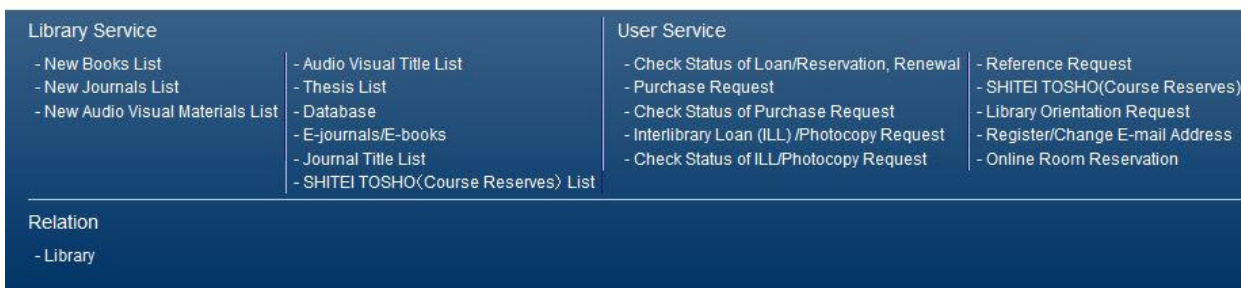 Library Service
- New Books List
- New Journals List
- New Audio Visual Materials List
- Audio Visual Title List
- Thesis List
- Database
- E-journals/E-books
- Journal Title List
- SHITEI TOSHO（Course Reserves）List
User Service
- Check Status of Loan/Reservation, Renewal
- Purchase Request
- Check Status of Purchase Request
- Interlibrary Loan (ILL) /Photocopy Request
- Check Status of ILL/Photocopy Request
- Reference Request
- SHITEI TOSHO(Course Reserves)
- Library Orientation Request
- Register/Change E-mail Address
- Online Room Reservation
Relation
- Library